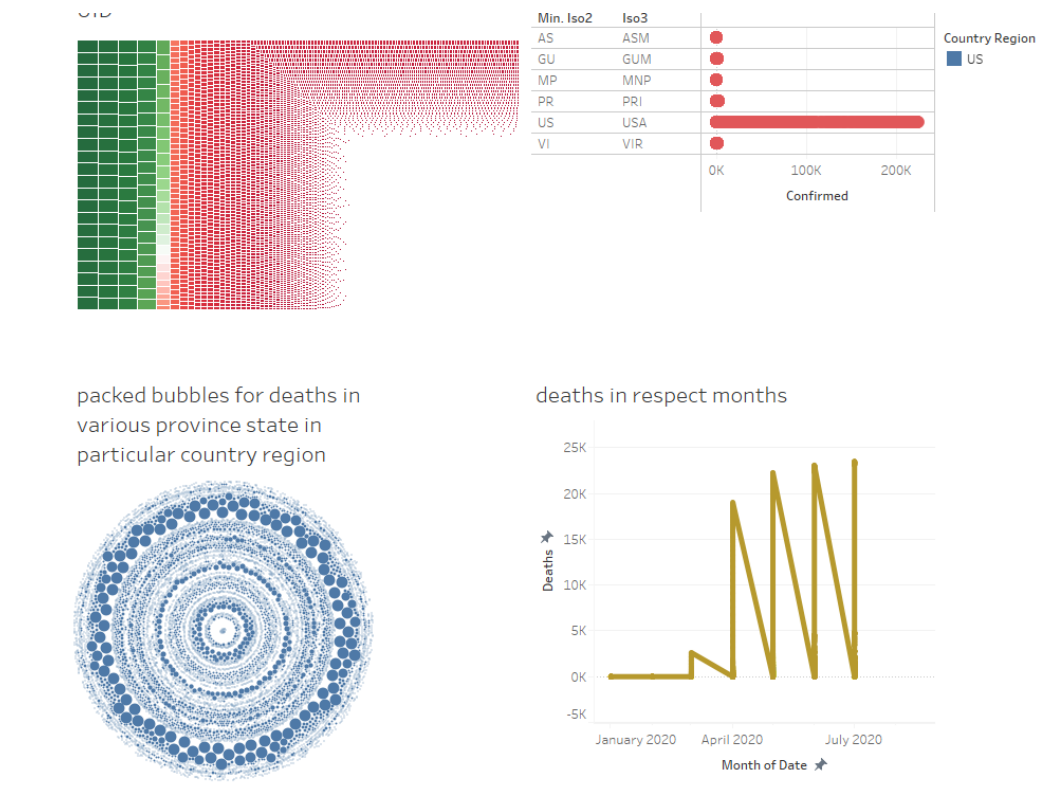 Min. Iso2 Iso3
AS ASM
GU GUM
MP MNP
PR PRI
US USA
VI VIR
0K 100K 200K
Confirmed
Country Region
US
packed bubbles for deaths in
various province state in
particular country region
deaths in respect months
25K
20K
15K
10K
5K
0K
-5K
Deaths
January 2020 April 2020 July 2020
Month of Date